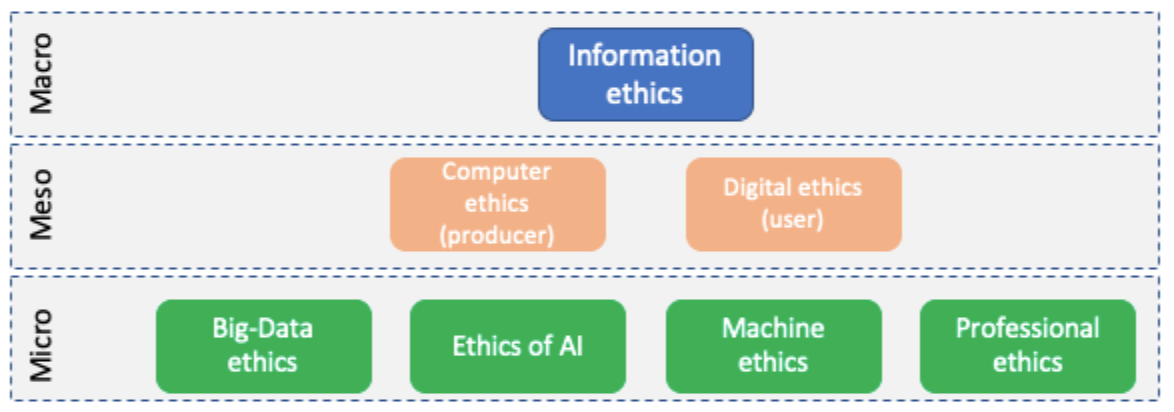 Macro
Information
ethics
Meso
Computer
ethics
(producer)
Digital ethics
(user)
Micro
Big-Data
ethics
Ethics of AI
Machine
ethics
Professional
ethics